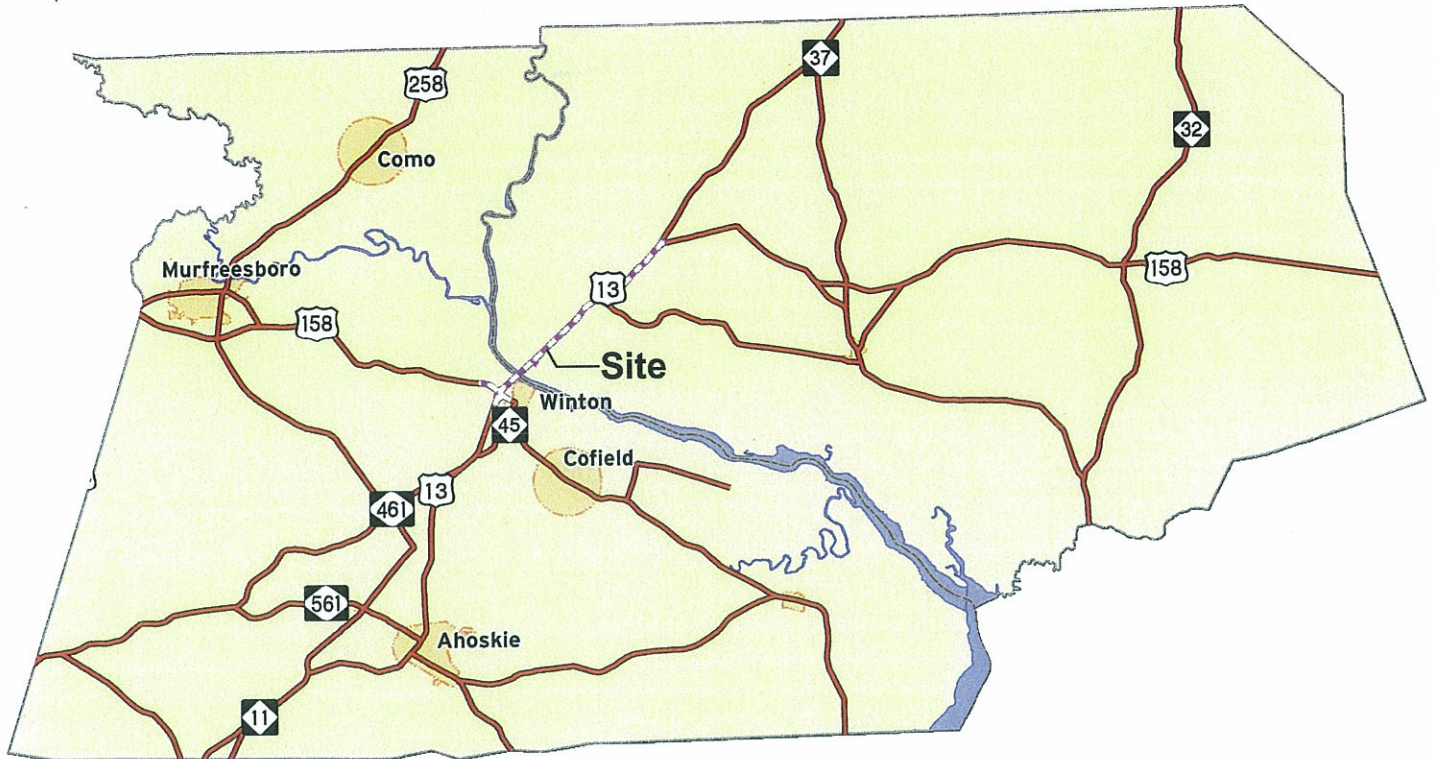 37
258
32
Como
Murfreesboro
158
13
158
Site
Winton
45
Cofield
13
461
561
Ahoskie
11